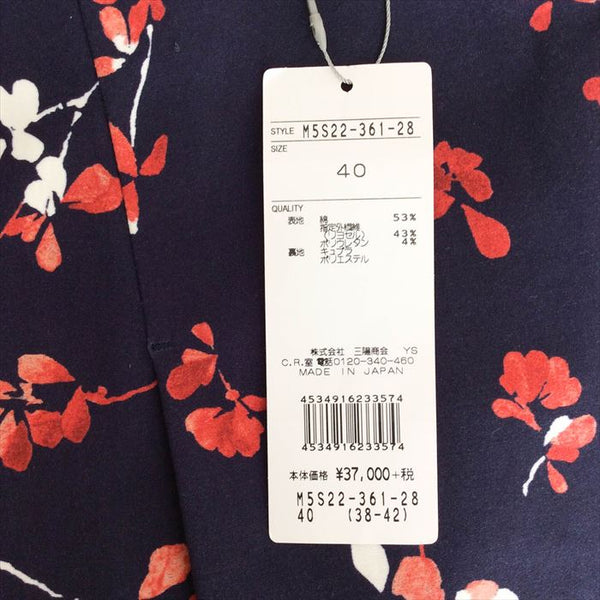 STYLE M5S22-361-28
SIZE
40
QUALITY
表地 綿 53%
指定外繊維
(リヨセル) 43%
ポリウレタン 4%
裏地 キュプラ
ポリエステル
株式会社 三陽商会 YS
C.R.室 電話0120-340-460
MADE IN JAPAN
4534916233574
4534916233574
本体価格 ¥37,000+税
M5S22-361-28
40 (38-42)